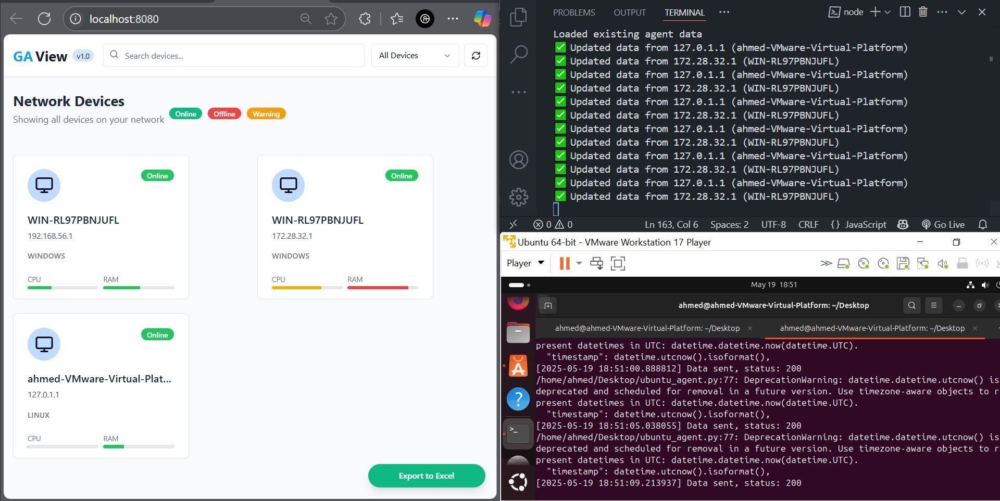 localhost:8080
GA View v1.0
Search devices...
All Devices
Network Devices
Showing all devices on your network
Online
Offline
Warning
Online
WIN-RL97PBNJUFL
192.168.56.1
WINDOWS
CPU
RAM
Online
WIN-RL97PBNJUFL
172.28.32.1
WINDOWS
CPU
RAM
Online
ahmed-VMware-Virtual-Plat...
127.0.1.1
LINUX
CPU
RAM
Export to Excel
PROBLEMS OUTPUT TERMINAL ···
node
Loaded existing agent data
✅ Updated data from 127.0.1.1 (ahmed-VMware-Virtual-Platform)
✅ Updated data from 172.28.32.1 (WIN-RL97PBNJUFL)
✅ Updated data from 127.0.1.1 (ahmed-VMware-Virtual-Platform)
✅ Updated data from 172.28.32.1 (WIN-RL97PBNJUFL)
✅ Updated data from 127.0.1.1 (ahmed-VMware-Virtual-Platform)
✅ Updated data from 172.28.32.1 (WIN-RL97PBNJUFL)
✅ Updated data from 127.0.1.1 (ahmed-VMware-Virtual-Platform)
✅ Updated data from 172.28.32.1 (WIN-RL97PBNJUFL)
✅ Updated data from 127.0.1.1 (ahmed-VMware-Virtual-Platform)
✅ Updated data from 172.28.32.1 (WIN-RL97PBNJUFL)
✅ Updated data from 127.0.1.1 (ahmed-VMware-Virtual-Platform)
✅ Updated data from 172.28.32.1 (WIN-RL97PBNJUFL)
0 0 Ln 163, Col 6 Spaces: 2 UTF-8 CRLF {} JavaScript Go Live
Ubuntu 64-bit - VMware Workstation 17 Player
Player
May 19 18:51
ahmed@ahmed-VMware-Virtual-Platform: ~/Desktop
ahmed@ahmed-VMware-Virtual-Platform: ~/Desktop × ahmed@ahmed-VMware-Virtual-Platform: ~/Desktop ×
present datetimes in UTC: datetime.datetime.now(datetime.UTC).
"timestamp": datetime.utcnow().isoformat(),
[2025-05-19 18:51:00.888812] Data sent, status: 200
/home/ahmed/Desktop/ubuntu_agent.py:77: DeprecationWarning: datetime.datetime.utcnow() is
deprecated and scheduled for removal in a future version. Use timezone-aware objects to r
present datetimes in UTC: datetime.datetime.now(datetime.UTC).
"timestamp": datetime.utcnow().isoformat(),
[2025-05-19 18:51:05.038055] Data sent, status: 200
/home/ahmed/Desktop/ubuntu_agent.py:77: DeprecationWarning: datetime.datetime.utcnow() is
deprecated and scheduled for removal in a future version. Use timezone-aware objects to r
present datetimes in UTC: datetime.datetime.now(datetime.UTC).
"timestamp": datetime.utcnow().isoformat(),
[2025-05-19 18:51:09.213937] Data sent, status: 200